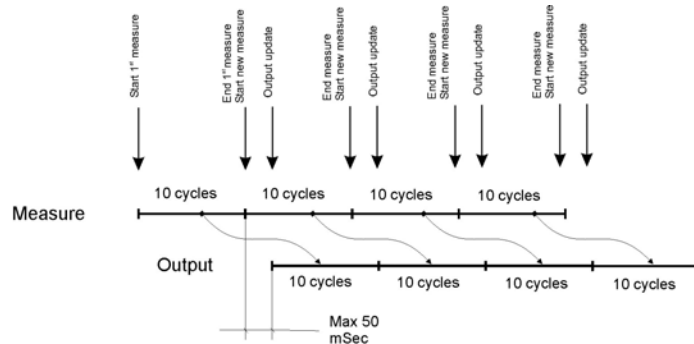 Start 1st measure
End 1st measure
Start new measure
Output update
End measure
Start new measure
Output update
End measure
Start new measure
Output update
End measure
Start new measure
Output update
10 cycles
10 cycles
10 cycles
10 cycles
Measure
Output
10 cycles
10 cycles
10 cycles
10 cycles
Max 50
mSec